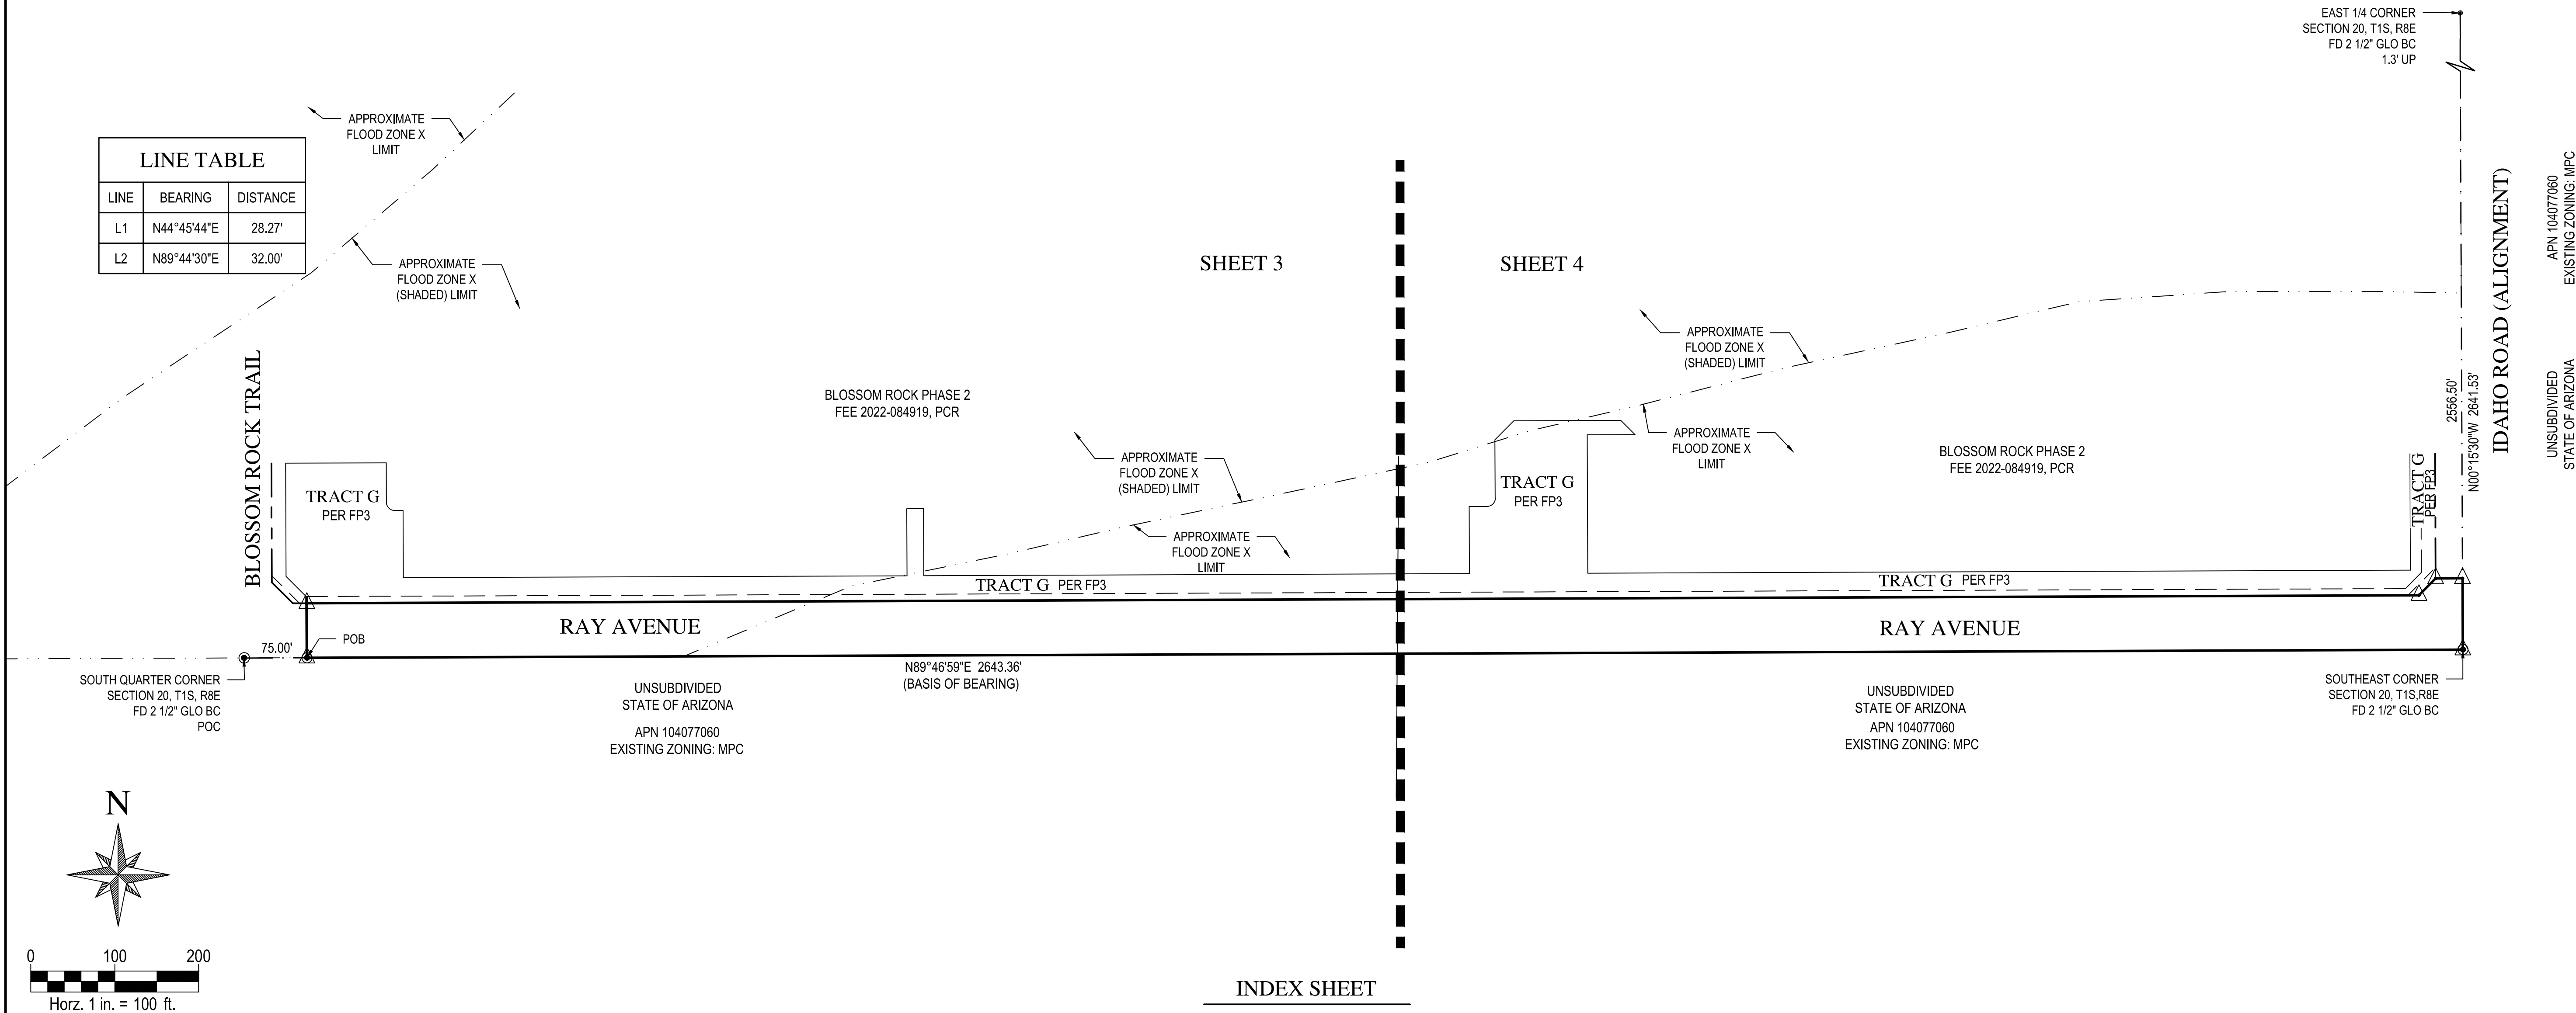 EAST 1/4 CORNER
SECTION 20, T1S, R8E
FD 2 1/2" GLO BC
1.3' UP
APPROXIMATE
FLOOD ZONE X
LIMIT
LINE TABLE
LINE BEARING DISTANCE
L1 N44°45'44"E 28.27'
L2 N89°44'30"E 32.00'
APPROXIMATE
FLOOD ZONE X
(SHADED) LIMIT
SHEET 3
SHEET 4
APPROXIMATE
FLOOD ZONE X
(SHADED) LIMIT
IDAHO ROAD (ALIGNMENT)
APN 104077060
EXISTING ZONING: MPC
UNSUBDIVIDED
STATE OF ARIZONA
2556.50'
N00°15'30"W 2641.53'
BLOSSOM ROCK TRAIL
BLOSSOM ROCK PHASE 2
FEE 2022-084919, PCR
APPROXIMATE
FLOOD ZONE X
LIMIT
BLOSSOM ROCK PHASE 2
FEE 2022-084919, PCR
APPROXIMATE
FLOOD ZONE X
(SHADED) LIMIT
TRACT G
PER FP3
TRACT G
PER FP3
TRACT G
PER FP3
APPROXIMATE
FLOOD ZONE X
LIMIT
TRACT G PER FP3
TRACT G PER FP3
RAY AVENUE
RAY AVENUE
POB
75.00'
N89°46'59"E 2643.36'
(BASIS OF BEARING)
SOUTH QUARTER CORNER
SECTION 20, T1S, R8E
FD 2 1/2" GLO BC
POC
UNSUBDIVIDED
STATE OF ARIZONA
APN 104077060
EXISTING ZONING: MPC
UNSUBDIVIDED
STATE OF ARIZONA
APN 104077060
EXISTING ZONING: MPC
SOUTHEAST CORNER
SECTION 20, T1S,R8E
FD 2 1/2" GLO BC
N
0 100 200
Horz. 1 in. = 100 ft.
INDEX SHEET